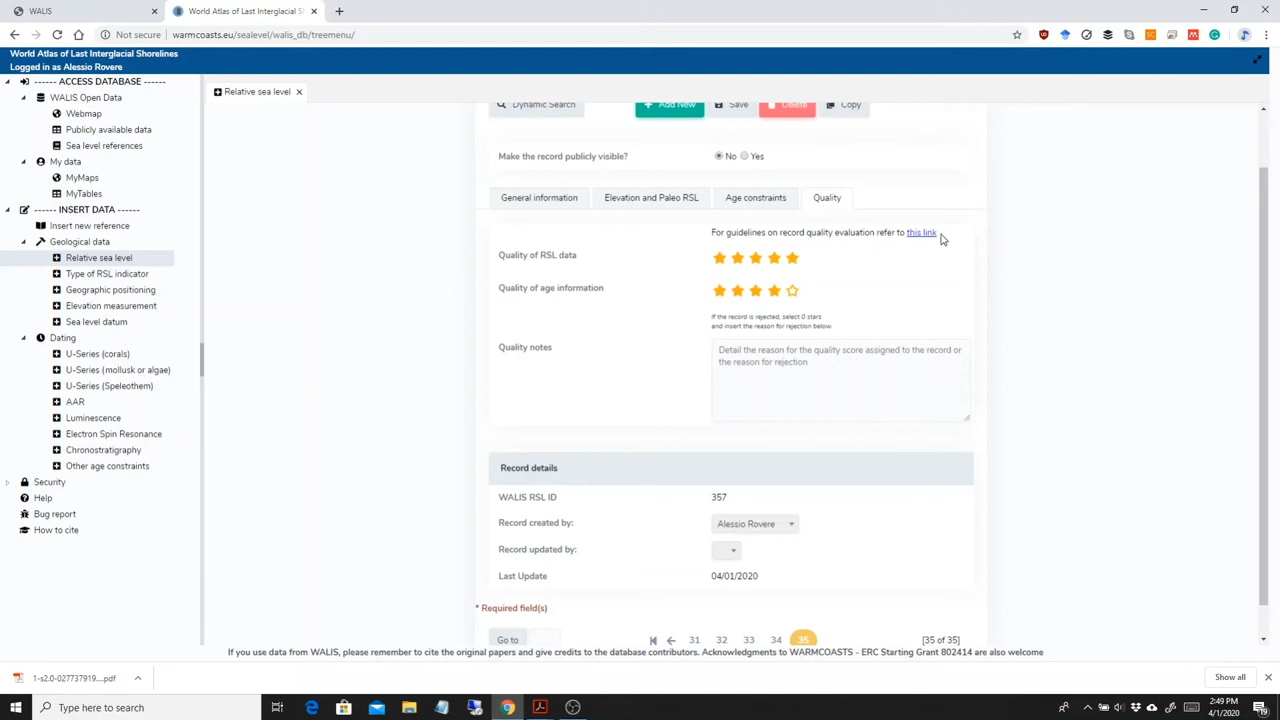 WALIS
World Atlas of Last Interglacial S
Not secure
warmcoasts.eu/sealevel/walis_db/treemenu/
World Atlas of Last Interglacial Shorelines
Logged in as Alessio Rovere
------ ACCESS DATABASE ------
WALIS Open Data
Webmap
Publicly available data
Sea level references
My data
MyMaps
MyTables
------ INSERT DATA ------
Insert new reference
Geological data
Relative sea level
Type of RSL indicator
Geographic positioning
Elevation measurement
Sea level datum
Dating
U-Series (corals)
U-Series (mollusk or algae)
U-Series (Speleothem)
AAR
Luminescence
Electron Spin Resonance
Chronostratigraphy
Other age constraints
Security
Help
Bug report
How to cite
Relative sea level
Dynamic Search
Add New
Save
Delete
Copy
Make the record publicly visible?
No Yes
General information
Elevation and Paleo RSL
Age constraints
Quality
For guidelines on record quality evaluation refer to this link
Quality of RSL data
Quality of age information
If the record is rejected, select 0 stars
and insert the reason for rejection below.
Quality notes
Detail the reason for the quality score assigned to the record or
the reason for rejection
Record details
WALIS RSL ID 357
Record created by: Alessio Rovere
Record updated by:
Last Update 04/01/2020
* Required field(s)
Go to
31 32 33 34 35
[35 of 35]
If you use data from WALIS, please remember to cite the original papers and give credits to the database contributors. Acknowledgments to WARMCOASTS - ERC Starting Grant 802414 are also welcome
1-s2.0-027737919....pdf
Show all
Type here to search
2:49 PM
4/1/2020
19